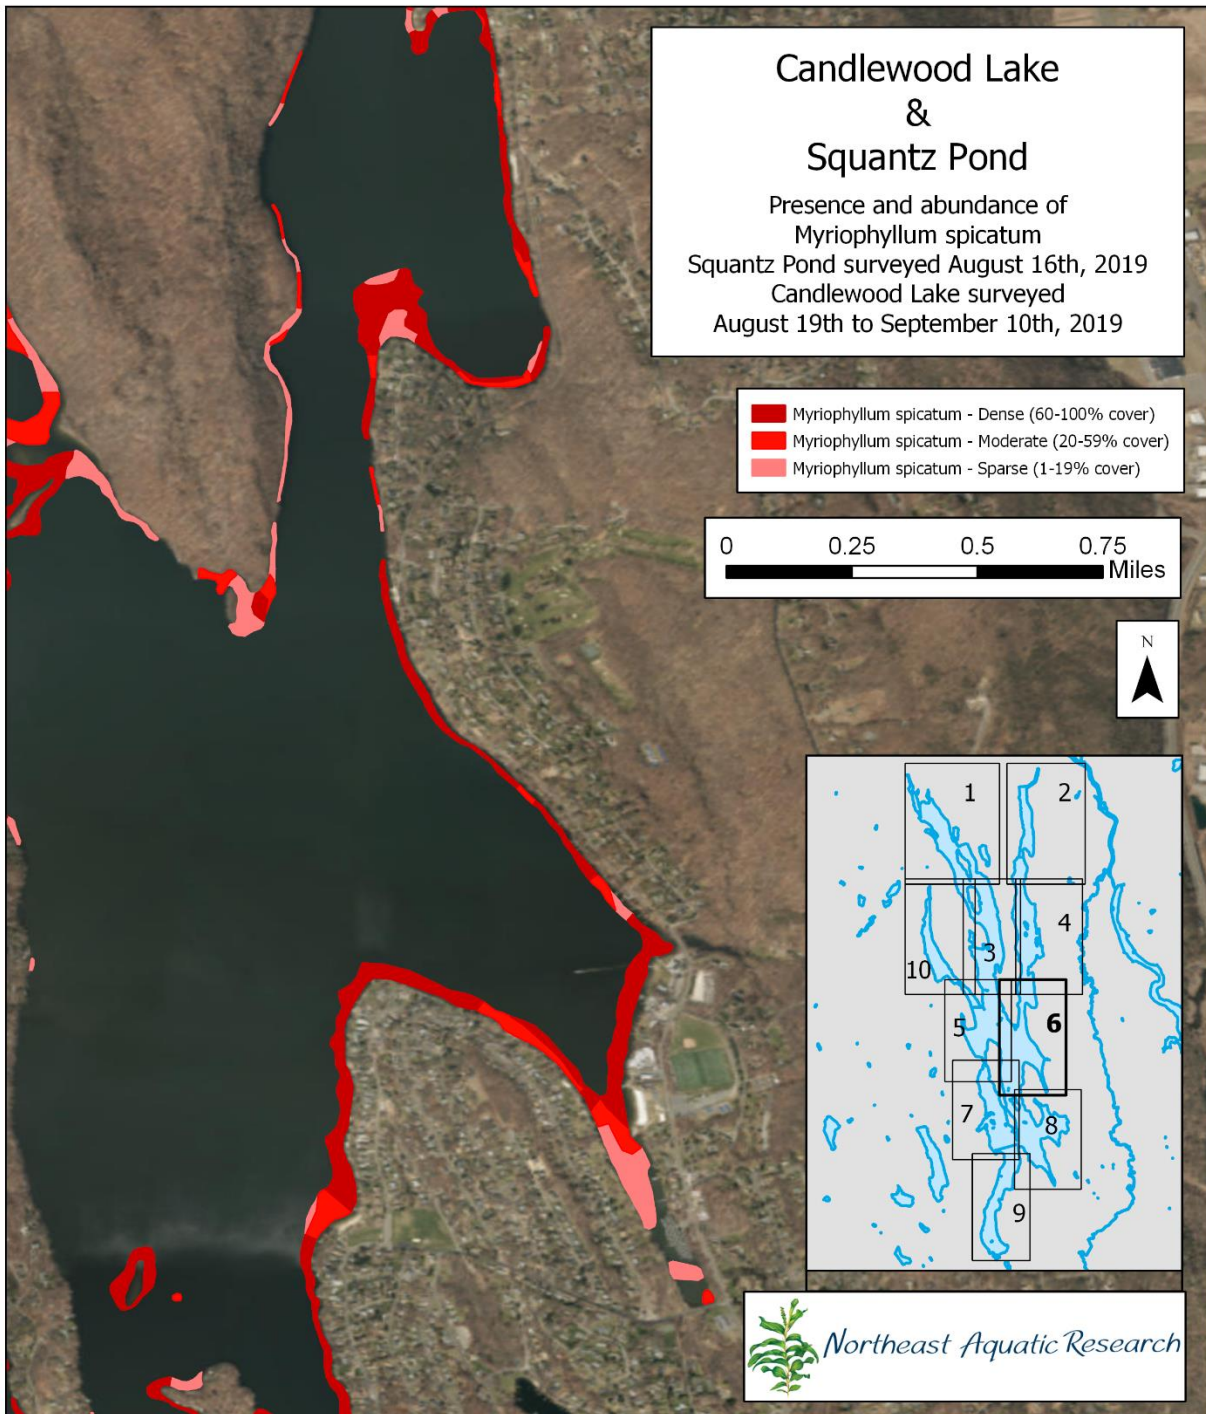 Candlewood Lake
&
Squantz Pond
Presence and abundance of
Myriophyllum spicatum
Squantz Pond surveyed August 16th, 2019
Candlewood Lake surveyed
August 19th to September 10th, 2019
Myriophyllum spicatum - Dense (60-100% cover)
Myriophyllum spicatum - Moderate (20-59% cover)
Myriophyllum spicatum - Sparse (1-19% cover)
0 0.25 0.5 0.75
Miles
N
1 2
3 4
10
5 6
7 8
9
Northeast Aquatic Research